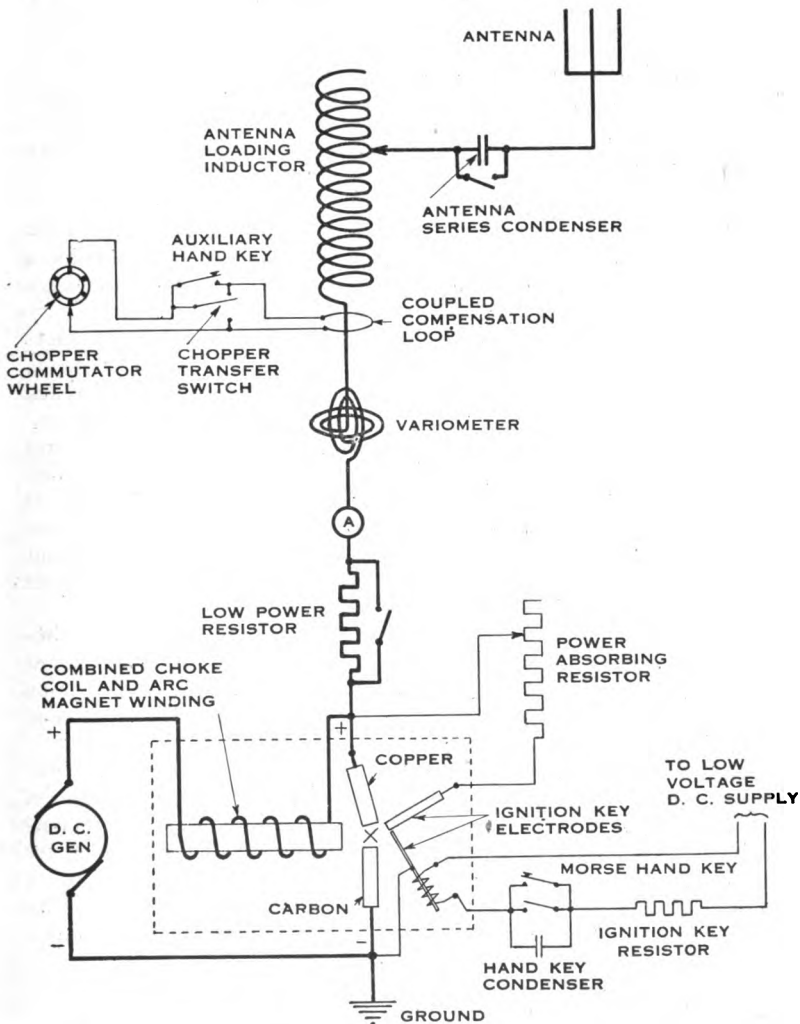 ANTENNA
ANTENNA
LOADING
INDUCTOR
ANTENNA
SERIES CONDENSER
AUXILIARY
HAND KEY
COUPLED
COMPENSATION
LOOP
CHOPPER
COMMUTATOR
WHEEL
CHOPPER
TRANSFER
SWITCH
VARIOMETER
A
LOW POWER
RESISTOR
POWER
ABSORBING
RESISTOR
COMBINED CHOKE
COIL AND ARC
MAGNET WINDING
+
+
COPPER
TO LOW
VOLTAGE
D. C. SUPPLY
D. C.
GEN
IGNITION KEY
ELECTRODES
MORSE HAND KEY
CARBON
−
−
IGNITION KEY
RESISTOR
HAND KEY
CONDENSER
GROUND